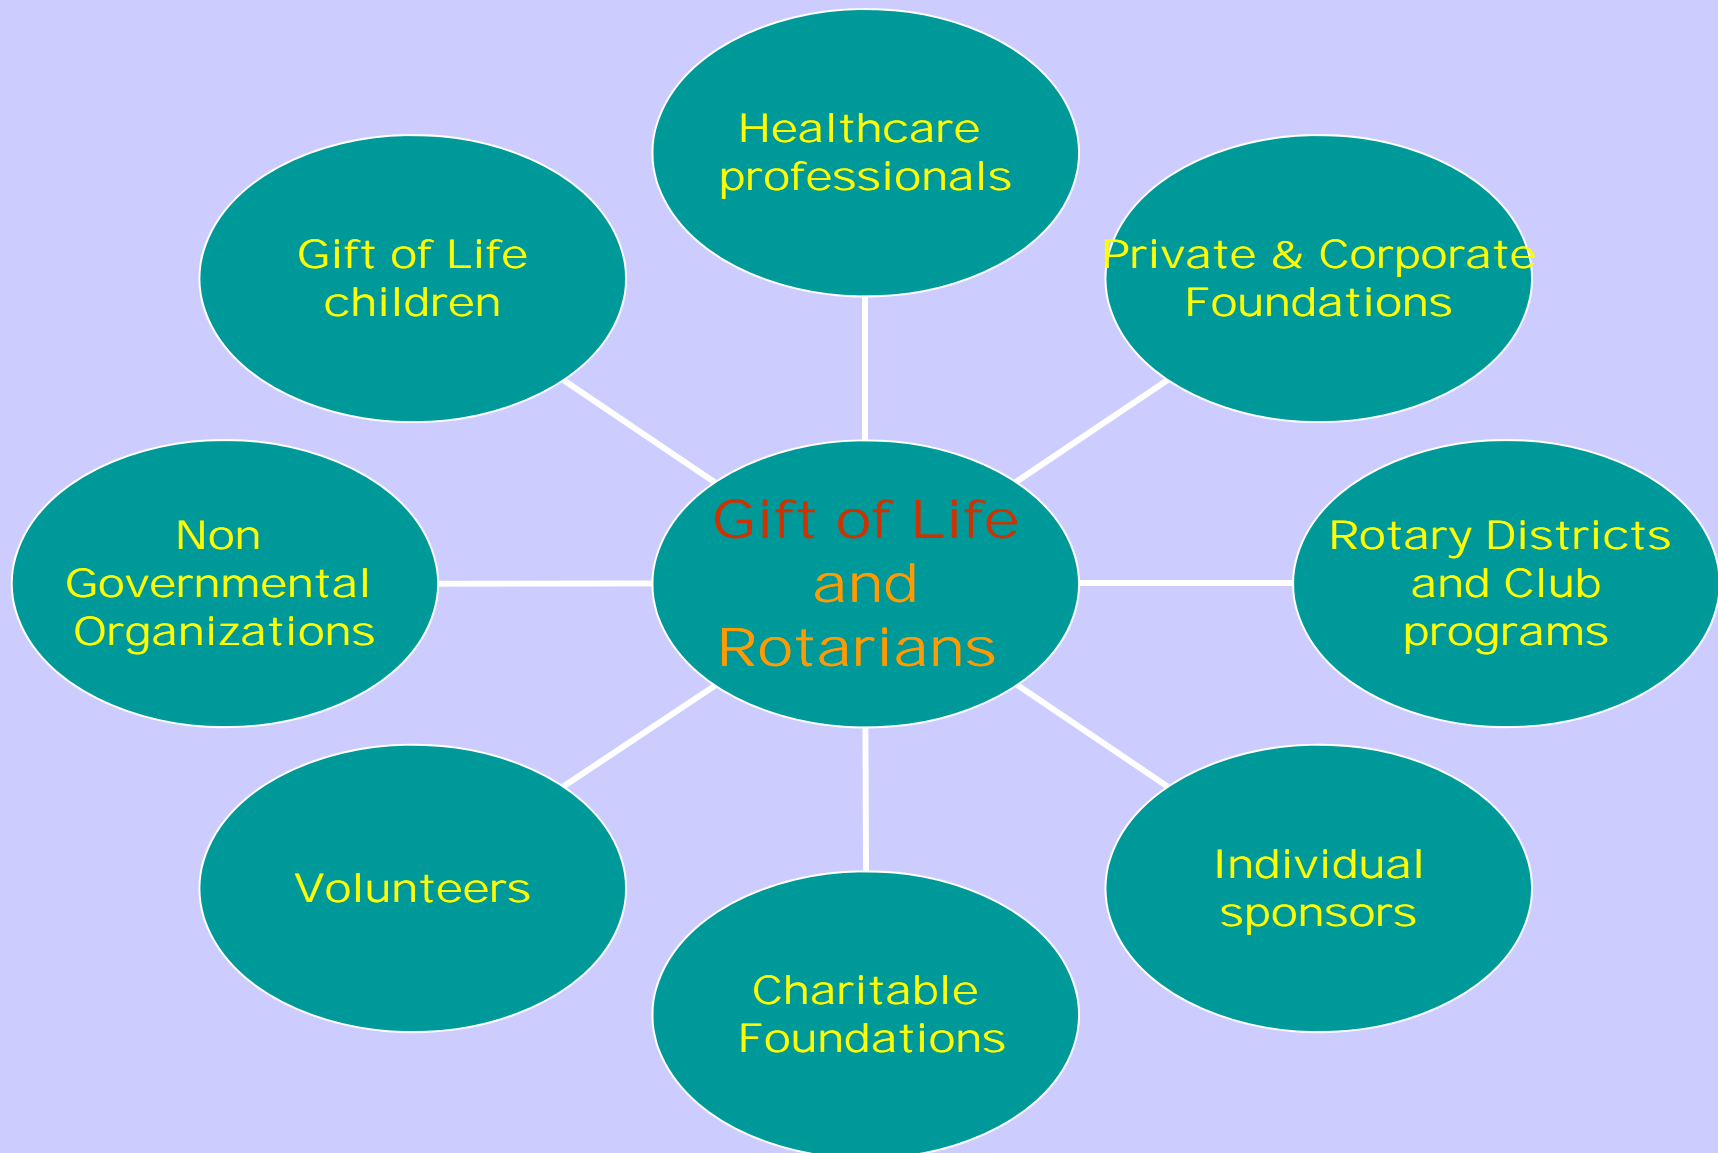 Healthcare
professionals
Gift of Life
children
Private & Corporate
Foundations
Non
Governmental
Organizations
Gift of Life
and
Rotarians
Rotary Districts
and Club
programs
Volunteers
Individual
sponsors
Charitable
Foundations